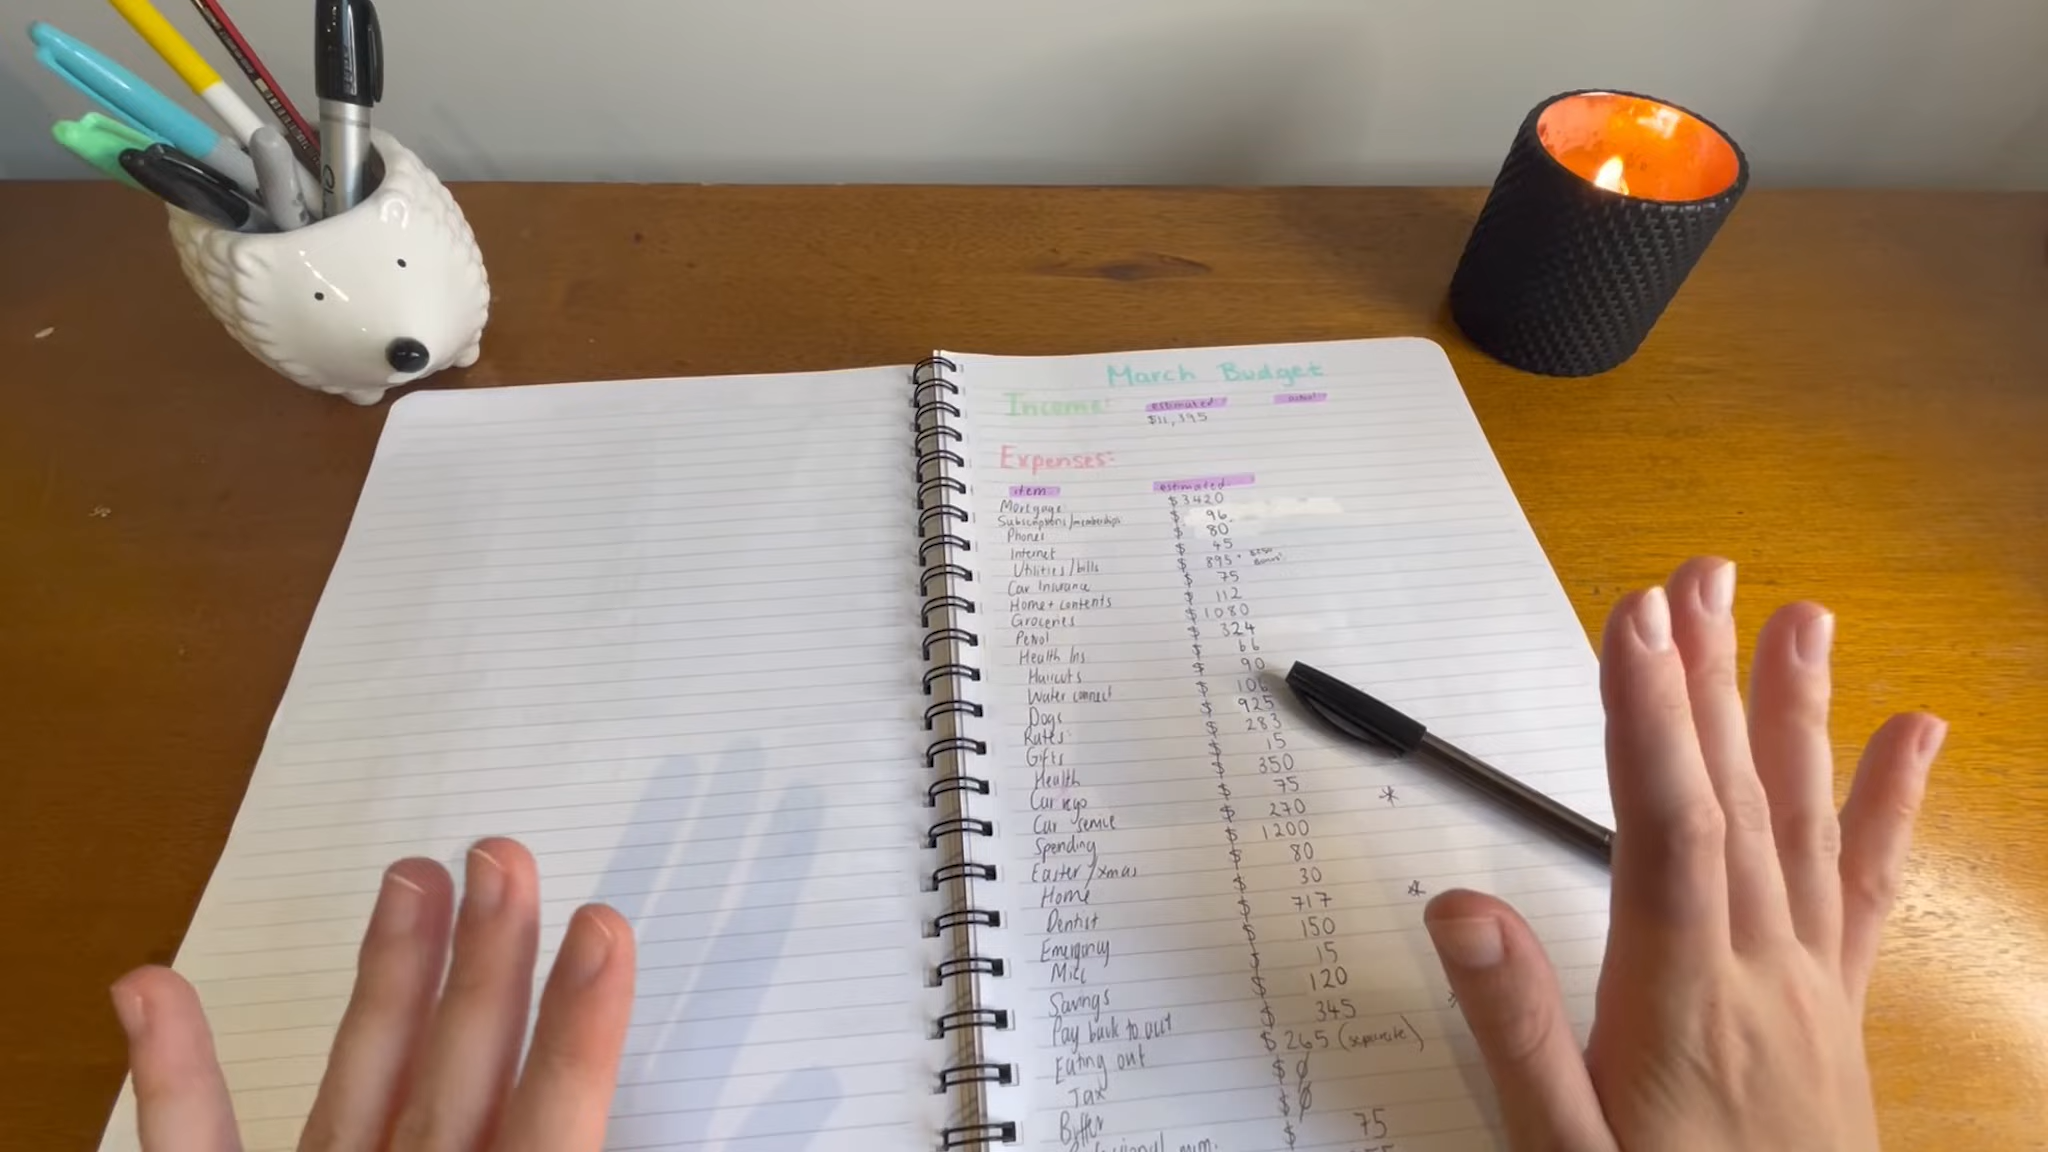 March Budget
Income: estimated actual
$11,395
Expenses:
item estimated
Mortgage $3420
Subscriptions/memberships $ 96
Phones $ 80
Internet $ 45
Utilities/bills $ 895 *
Car Insurance $ 75
Home + contents $ 112
Groceries $1080
Petrol $ 324
Health Ins $ 66
Haircuts $ 90
Water connect $ 106
Dogs $ 925
Rates $ 283
Gifts $ 15
Health $ 350
Car rego $ 75
Car service $ 270 *
Spending $ 1200
Easter/xmas $ 80
Home $ 30
Dentist $ 717 *
Emergency $ 150
Misc $ 15
Savings $ 120
Pay back to acct $ 345 *
Eating out $ 265 (separate)
Tax $ 0
Buffer $ 0
$ 75